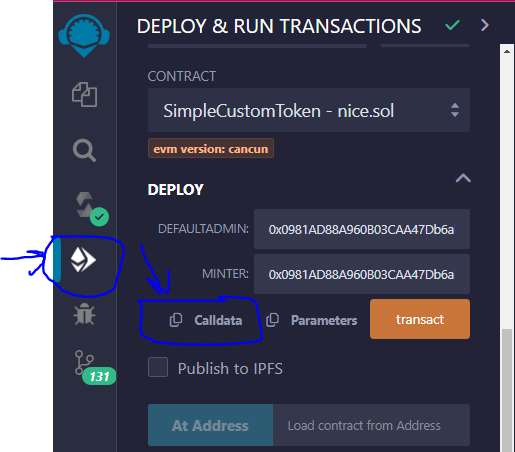 DEPLOY & RUN TRANSACTIONS
CONTRACT
SimpleCustomToken - nice.sol
evm version: cancun
DEPLOY
DEFAULTADMIN: 0x0981AD88A960B03CAA47Db6a
MINTER: 0x0981AD88A960B03CAA47Db6a
Calldata Parameters transact
131
Publish to IPFS
At Address Load contract from Address